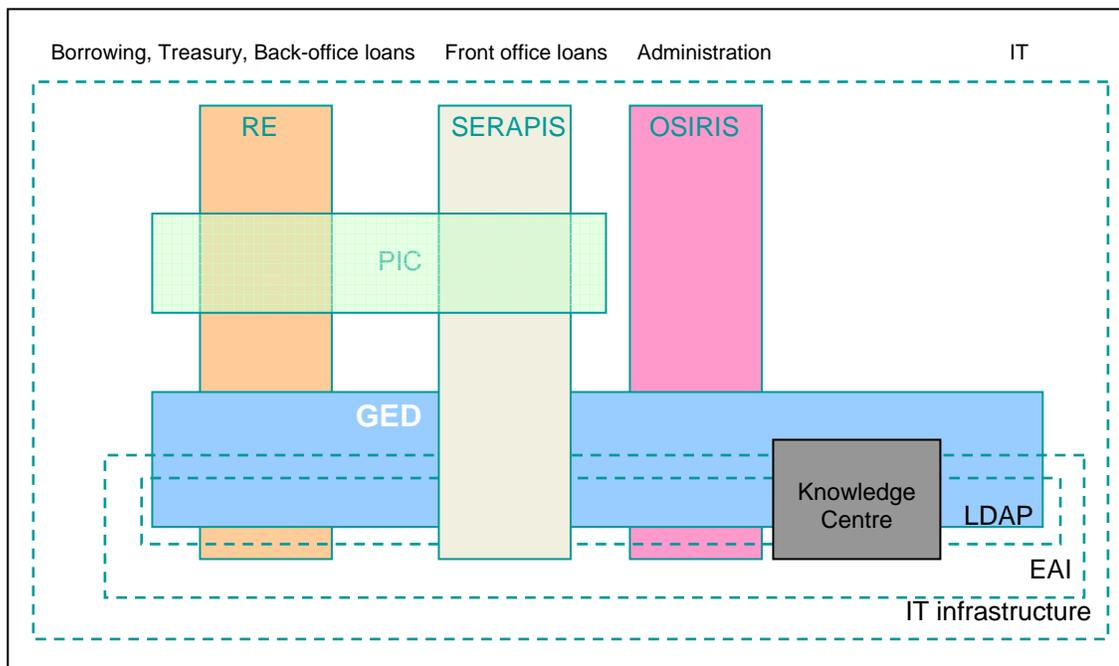 Borrowing, Treasury, Back-office loans
Front office loans
Administration
IT
RE
SERAPIS
OSIRIS
PIC
GED
Knowledge
Centre
LDAP
EAI
IT infrastructure